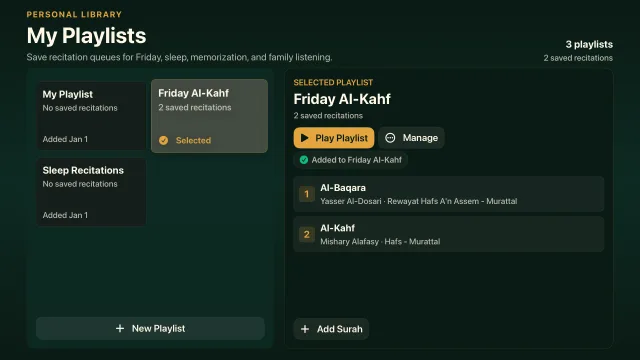 PERSONAL LIBRARY
My Playlists
Save recitation queues for Friday, sleep, memorization, and family listening.
3 playlists
2 saved recitations
My Playlist
No saved recitations
Added Jan 1
Friday Al-Kahf
2 saved recitations
Selected
Sleep Recitations
No saved recitations
Added Jan 1
+ New Playlist
SELECTED PLAYLIST
Friday Al-Kahf
2 saved recitations
Play Playlist
Manage
Added to Friday Al-Kahf
1
Al-Baqara
Yasser Al-Dosari · Rewayat Hafs A'n Assem - Murattal
2
Al-Kahf
Mishary Alafasy · Hafs - Murattal
+ Add Surah